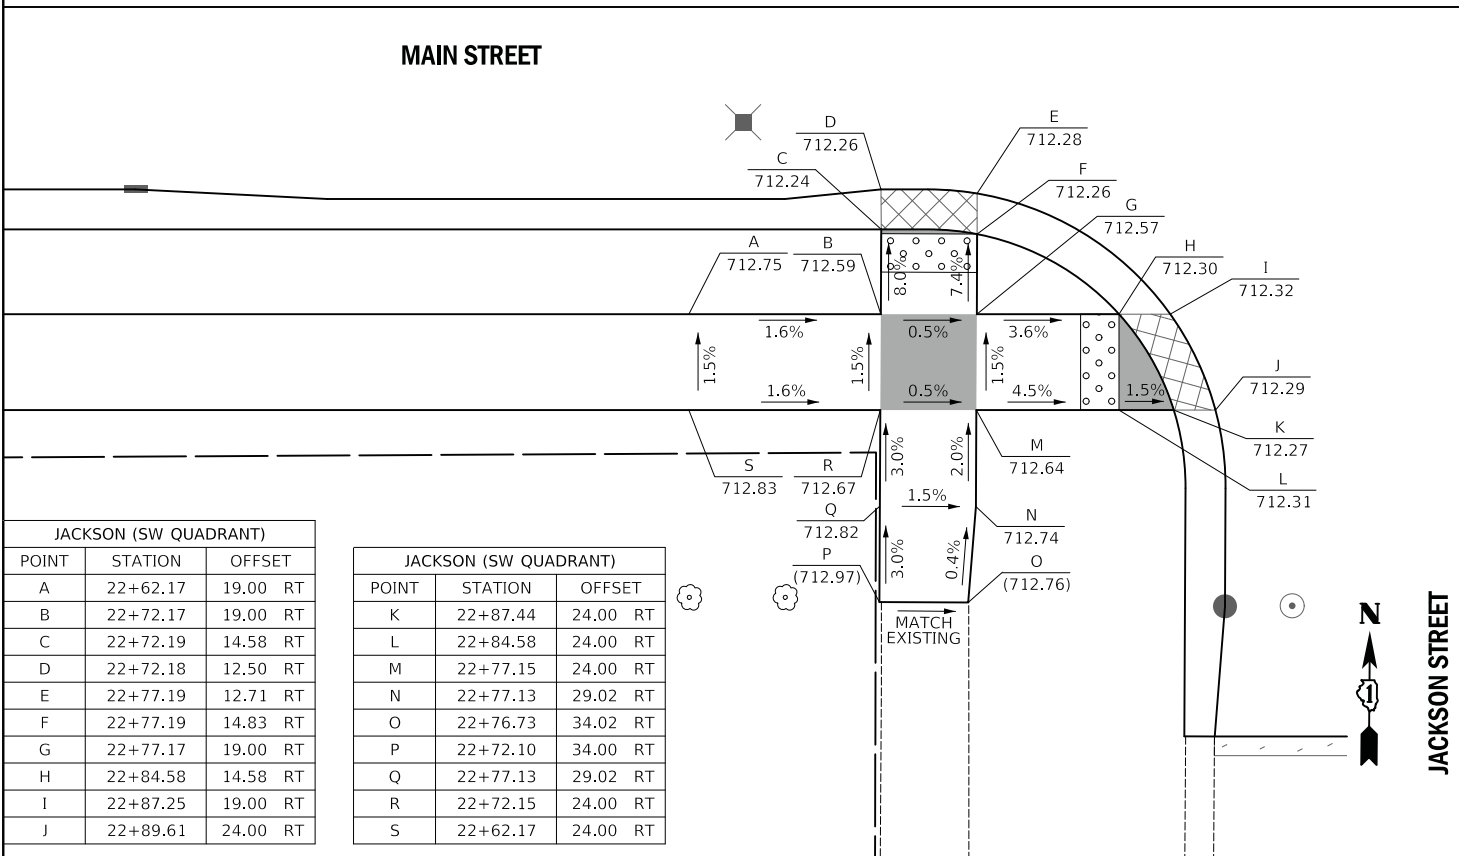 MAIN STREET
D
712.26
E
712.28
C
712.24
F
712.26
G
712.57
A
712.75
B
712.59
H
712.30
I
712.32
8.0%
7.4%
1.6%
0.5%
3.6%
1.5%
1.5%
1.5%
1.6%
0.5%
4.5%
1.5%
J
712.29
K
712.27
S
712.83
R
712.67
3.0%
2.0%
M
712.64
L
712.31
1.5%
Q
712.82
N
712.74
P
(712.97)
3.0%
0.4%
O
(712.76)
MATCH
EXISTING
N
1
JACKSON STREET
JACKSON (SW QUADRANT)
POINT STATION OFFSET
A 22+62.17 19.00 RT
B 22+72.17 19.00 RT
C 22+72.19 14.58 RT
D 22+72.18 12.50 RT
E 22+77.19 12.71 RT
F 22+77.19 14.83 RT
G 22+77.17 19.00 RT
H 22+84.58 14.58 RT
I 22+87.25 19.00 RT
J 22+89.61 24.00 RT
JACKSON (SW QUADRANT)
POINT STATION OFFSET
K 22+87.44 24.00 RT
L 22+84.58 24.00 RT
M 22+77.15 24.00 RT
N 22+77.13 29.02 RT
O 22+76.73 34.02 RT
P 22+72.10 34.00 RT
Q 22+77.13 29.02 RT
R 22+72.15 24.00 RT
S 22+62.17 24.00 RT